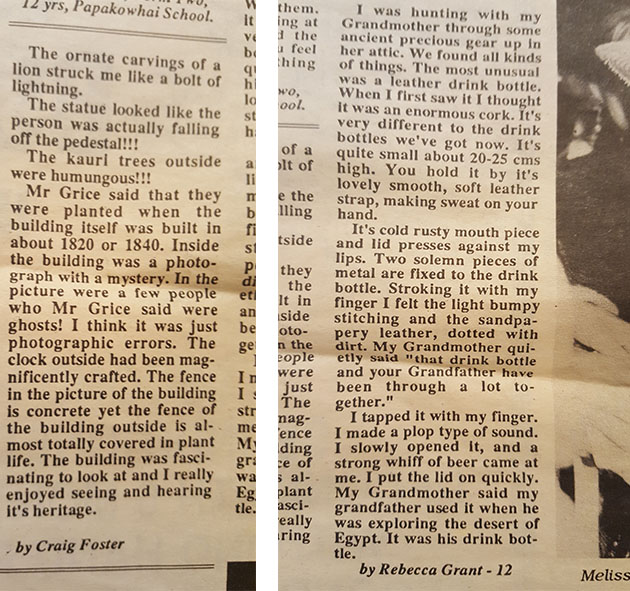 12 yrs, Papakowhai School.
The ornate carvings of a
lion struck me like a bolt of
lightning.
The statue looked like the
person was actually falling
off the pedestal!!!
The kauri trees outside
were humungous!!!
Mr Grice said that they
were planted when the
building itself was built in
about 1820 or 1840. Inside
the building was a photo-
graph with a mystery. In the
picture were a few people
who Mr Grice said were
ghosts! I think it was just
photographic errors. The
clock outside had been mag-
nificently crafted. The fence
in the picture of the building
is concrete yet the fence of
the building outside is al-
most totally covered in plant
life. The building was fasci-
nating to look at and I really
enjoyed seeing and hearing
it's heritage.
by Craig Foster
I was hunting with my
Grandmother through some
ancient precious gear up in
her attic. We found all kinds
of things. The most unusual
was a leather drink bottle.
When I first saw it I thought
it was an enormous cork. It's
very different to the drink
bottles we've got now. It's
quite small about 20-25 cms
high. You hold it by it's
lovely smooth, soft leather
strap, making sweat on your
hand.
It's cold rusty mouth piece
and lid presses against my
lips. Two solemn pieces of
metal are fixed to the drink
bottle. Stroking it with my
finger I felt the light bumpy
stitching and the sandpa-
pery leather, dotted with
dirt. My Grandmother qui-
etly said "that drink bottle
and your Grandfather have
been through a lot to-
gether."
I tapped it with my finger.
I made a plop type of sound.
I slowly opened it, and a
strong whiff of beer came at
me. I put the lid on quickly.
My Grandmother said my
grandfather used it when he
was exploring the desert of
Egypt. It was his drink bot-
tle.
by Rebecca Grant - 12
Meliss